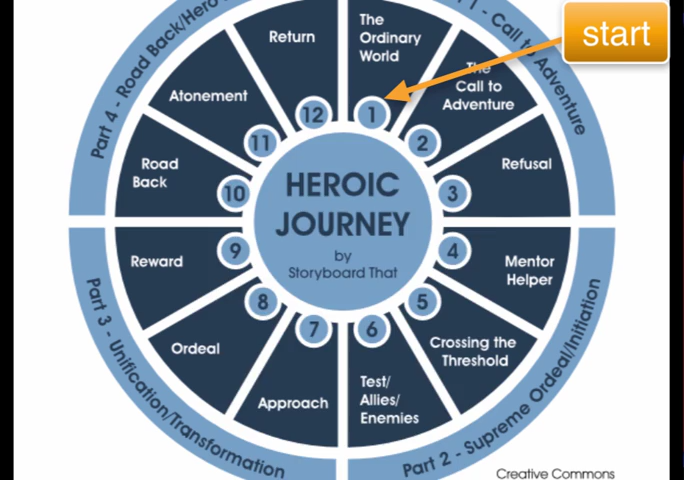 start
Part 4 - Road Back/Hero
1 - Call to Adventure
Return
The
Ordinary
World
The
Call to
Adventure
Atonement
Refusal
Road
Back
12
1
11
2
10
3
HEROIC
JOURNEY
by
Storyboard That
9
4
8
5
7
6
Reward
Mentor
Helper
Ordeal
Crossing the
Threshold
Approach
Test/
Allies/
Enemies
Part 3 - Unification/Transformation
Part 2 - Supreme Ordeal/Initiation
Creative Commons